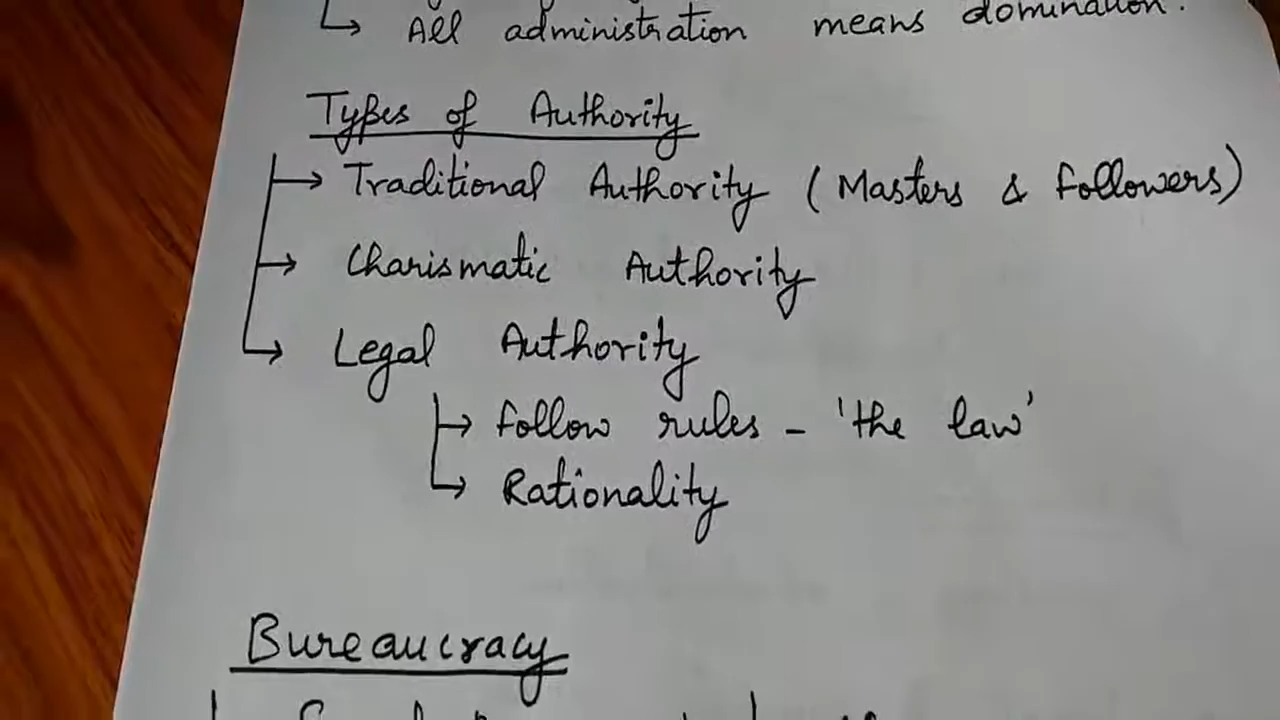 All administration means domination.
Types of Authority
Traditional Authority (Masters & followers)
Charismatic Authority
Legal Authority
follow rules - 'the law'
Rationality
Bureaucracy